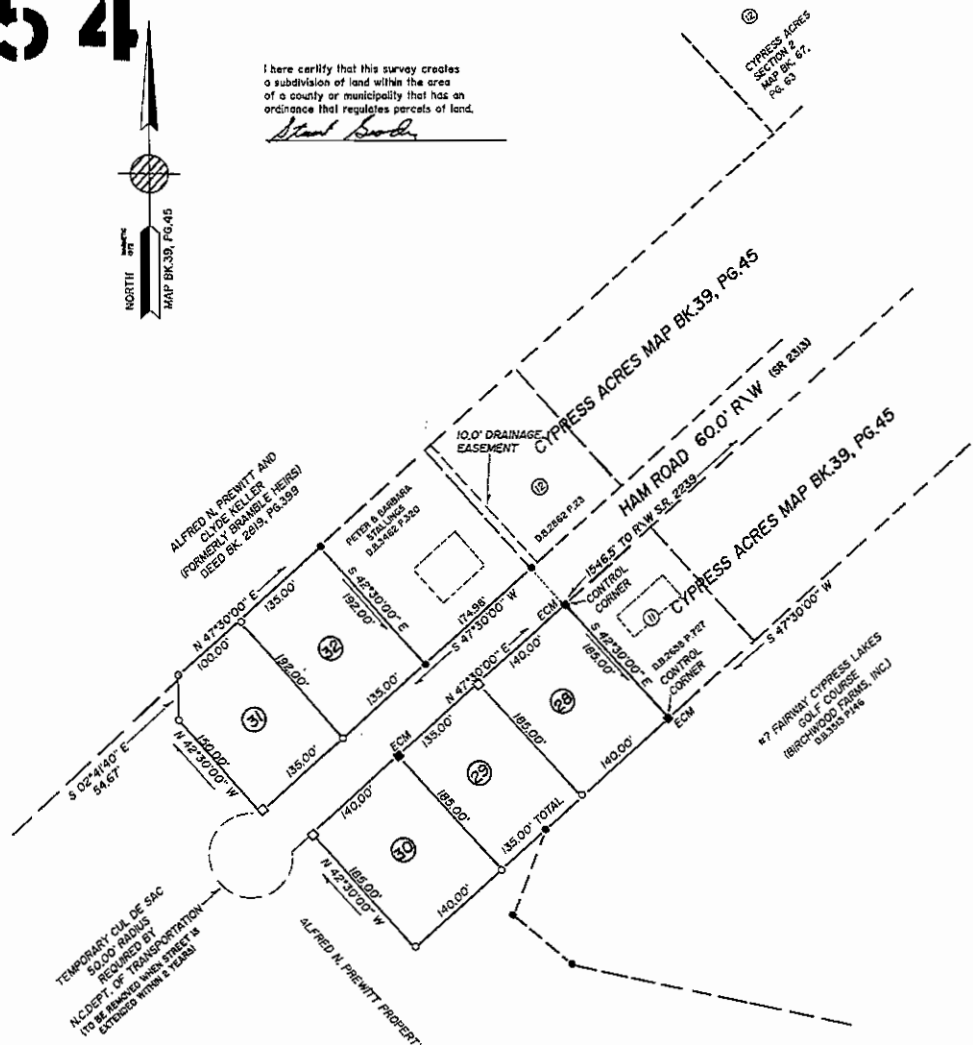 54
I here certify that this survey creates
a subdivision of land within the area
of a county or municipality that has an
ordinance that regulates parcels of land.
12
CYPRESS ACRES
SECTION 2
MAP BK. 67,
PG. 63
NORTH
MAP BK.39, PG.45
CYPRESS ACRES MAP BK.39, PG.45
HAM ROAD 60.0' R\W (SR 2313)
1546.5' TO R\W S.R. 2239
CYPRESS ACRES MAP BK.39, PG.45
10.0' DRAINAGE
EASEMENT
12
D.B.2862 P.23
ALFRED N. PREWITT AND
CLYDE KELLER
(FORMERLY BRAMBLE HEIRS)
DEED BK. 2819, PG.399
PETER & BARBARA
STALLINGS
D.B.3462 P.320
CONTROL
CORNER
ECM
11
D.B.2688 P.727
CONTROL
CORNER
ECM
S 47°30'00" W
#7 FAIRWAY CYPRESS LAKES
GOLF COURSE
(BIRCHWOOD FARMS, INC.)
D.B.3513 P.146
N 47°30'00" E
135.00'
100.00'
S 42°30'00" E
192.00'
174.98'
S 47°30'00" W
32
192.00'
135.00'
31
135.00'
150.00'
N 42°30'00" W
S 02°41'40" E
54.67'
N 47°30'00" E
140.00'
S 42°30'00" E
185.00'
28
135.00'
185.00'
140.00'
ECM
29
185.00'
135.00' TOTAL
140.00'
30
185.00'
N 42°30'00" W
140.00'
TEMPORARY CUL DE SAC
50.00' RADIUS
REQUIRED BY
N.C.DEPT. OF TRANSPORTATION
(TO BE REMOVED WHEN STREET IS
EXTENDED WITHIN 2 YEARS)
ALFRED N. PREWITT PROPERTY